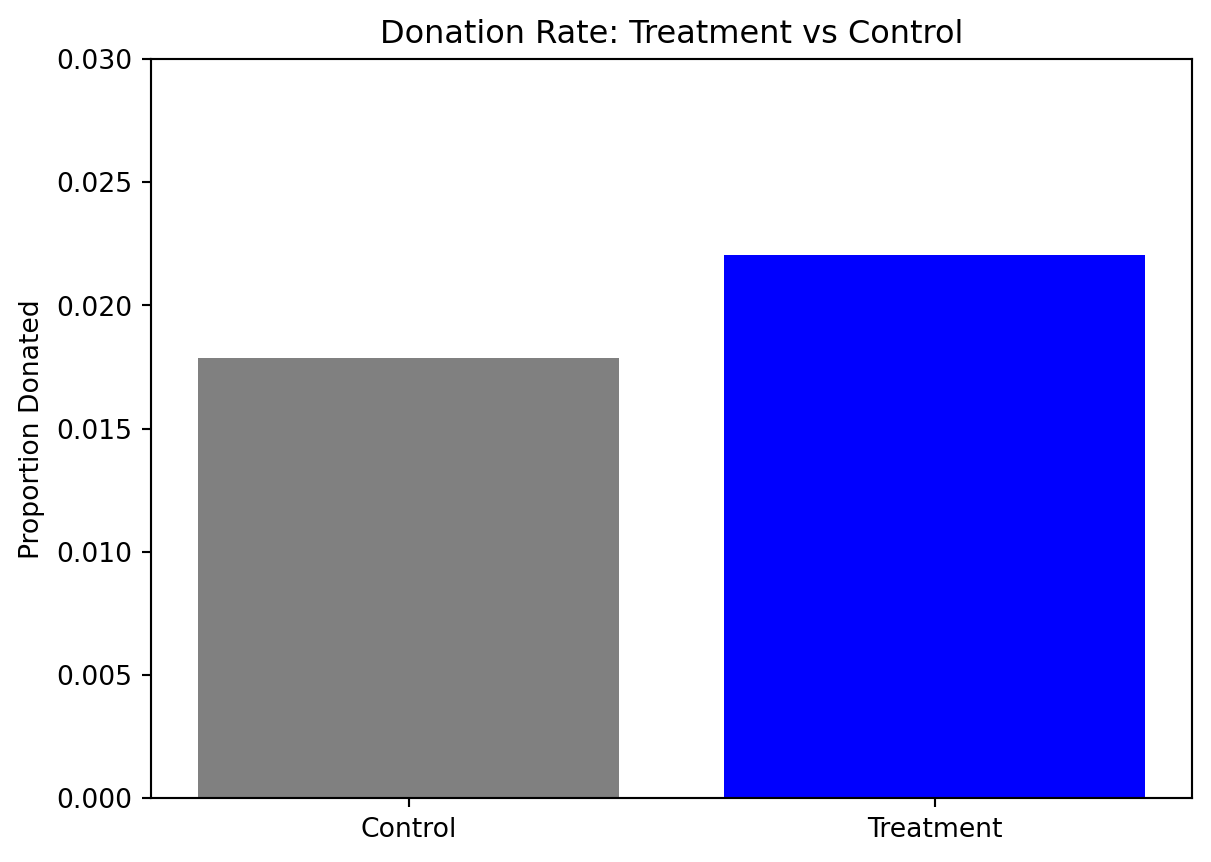 Donation Rate: Treatment vs Control
0.030
0.025
0.020
0.015
0.010
0.005
0.000
Proportion Donated
Control
Treatment